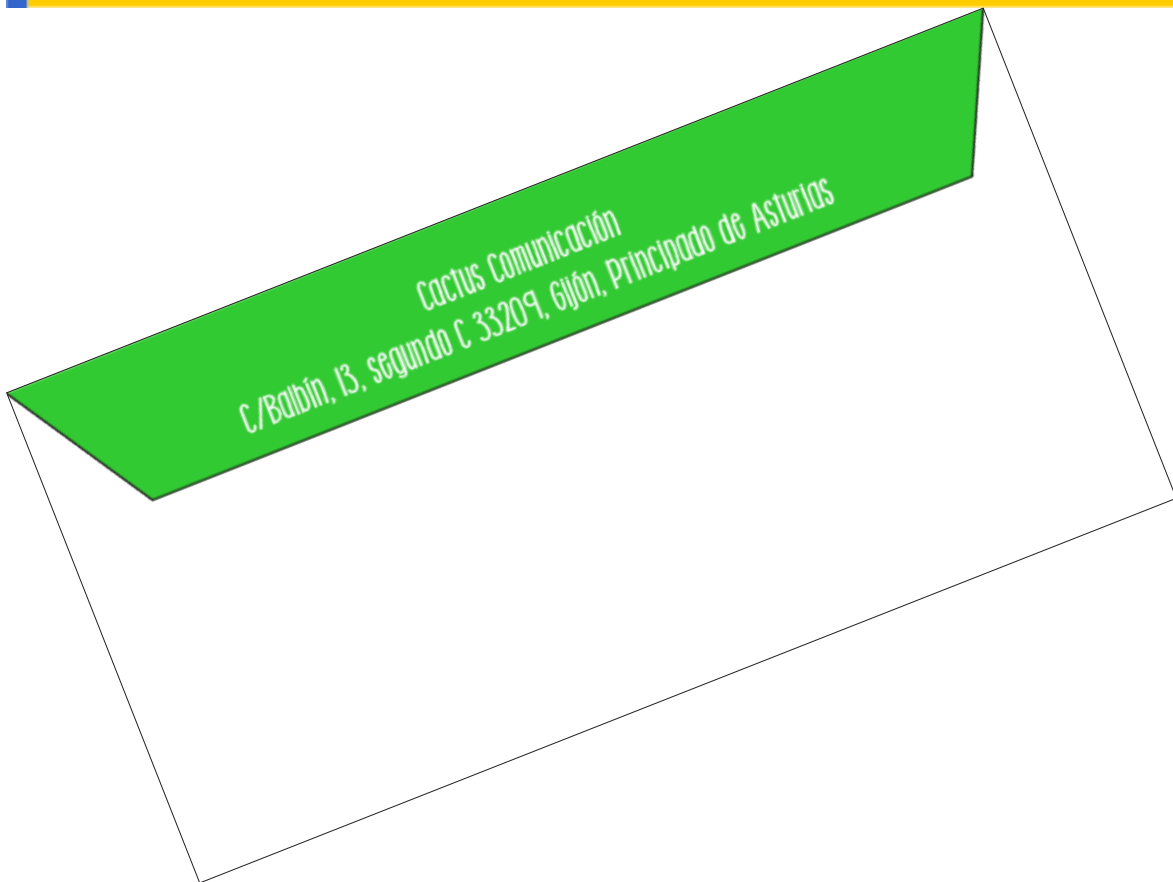 Cactus Comunicación
C/Balbín, 13, segundo C 33209, Gijón, Principado de Asturias